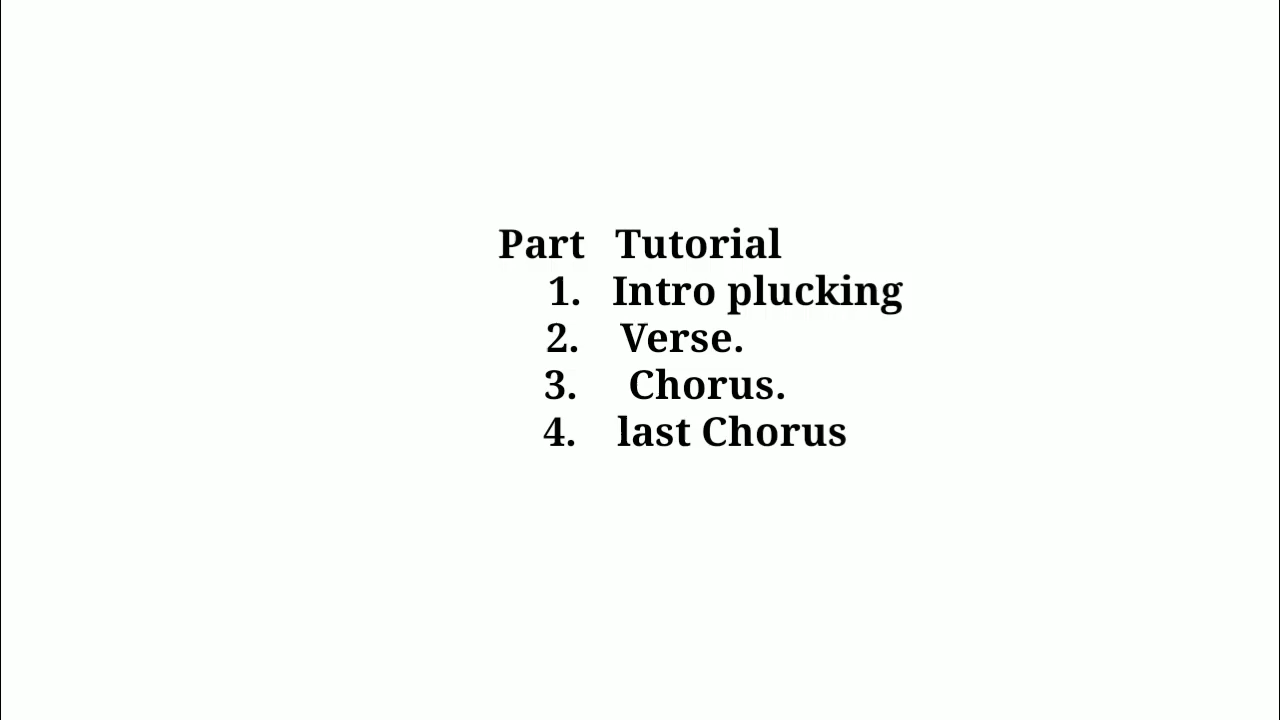 Part Tutorial
1. Intro plucking
2. Verse.
3. Chorus.
4. last Chorus